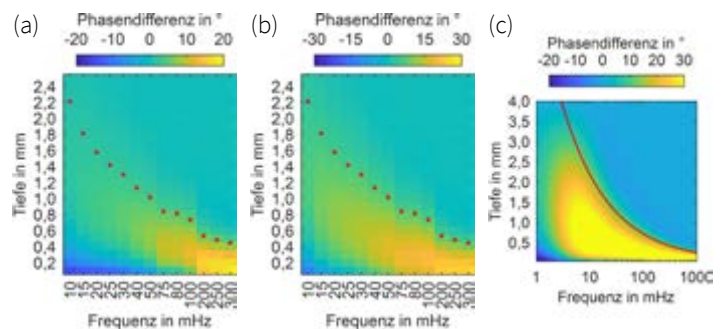 (a)
Phasendifferenz in °
-20 -10 0 10 20
Tiefe in mm
2,4
2,2
2,0
1,8
1,6
1,4
1,2
1,0
0,8
0,6
0,4
0,2
10 15 20 25 30 40 50 75 80 100 200 250 300
Frequenz in mHz
(b)
Phasendifferenz in °
-30 -15 0 15 30
Tiefe in mm
2,4
2,2
2,0
1,8
1,6
1,4
1,2
1,0
0,8
0,6
0,4
0,2
10 15 20 25 30 40 50 75 80 100 200 250 300
Frequenz in mHz
(c)
Phasendifferenz in °
-20 -10 0 10 20 30
Tiefe in mm
4,0
3,5
3,0
2,5
2,0
1,5
1,0
0,5
1 10 100 1000
Frequenz in mHz